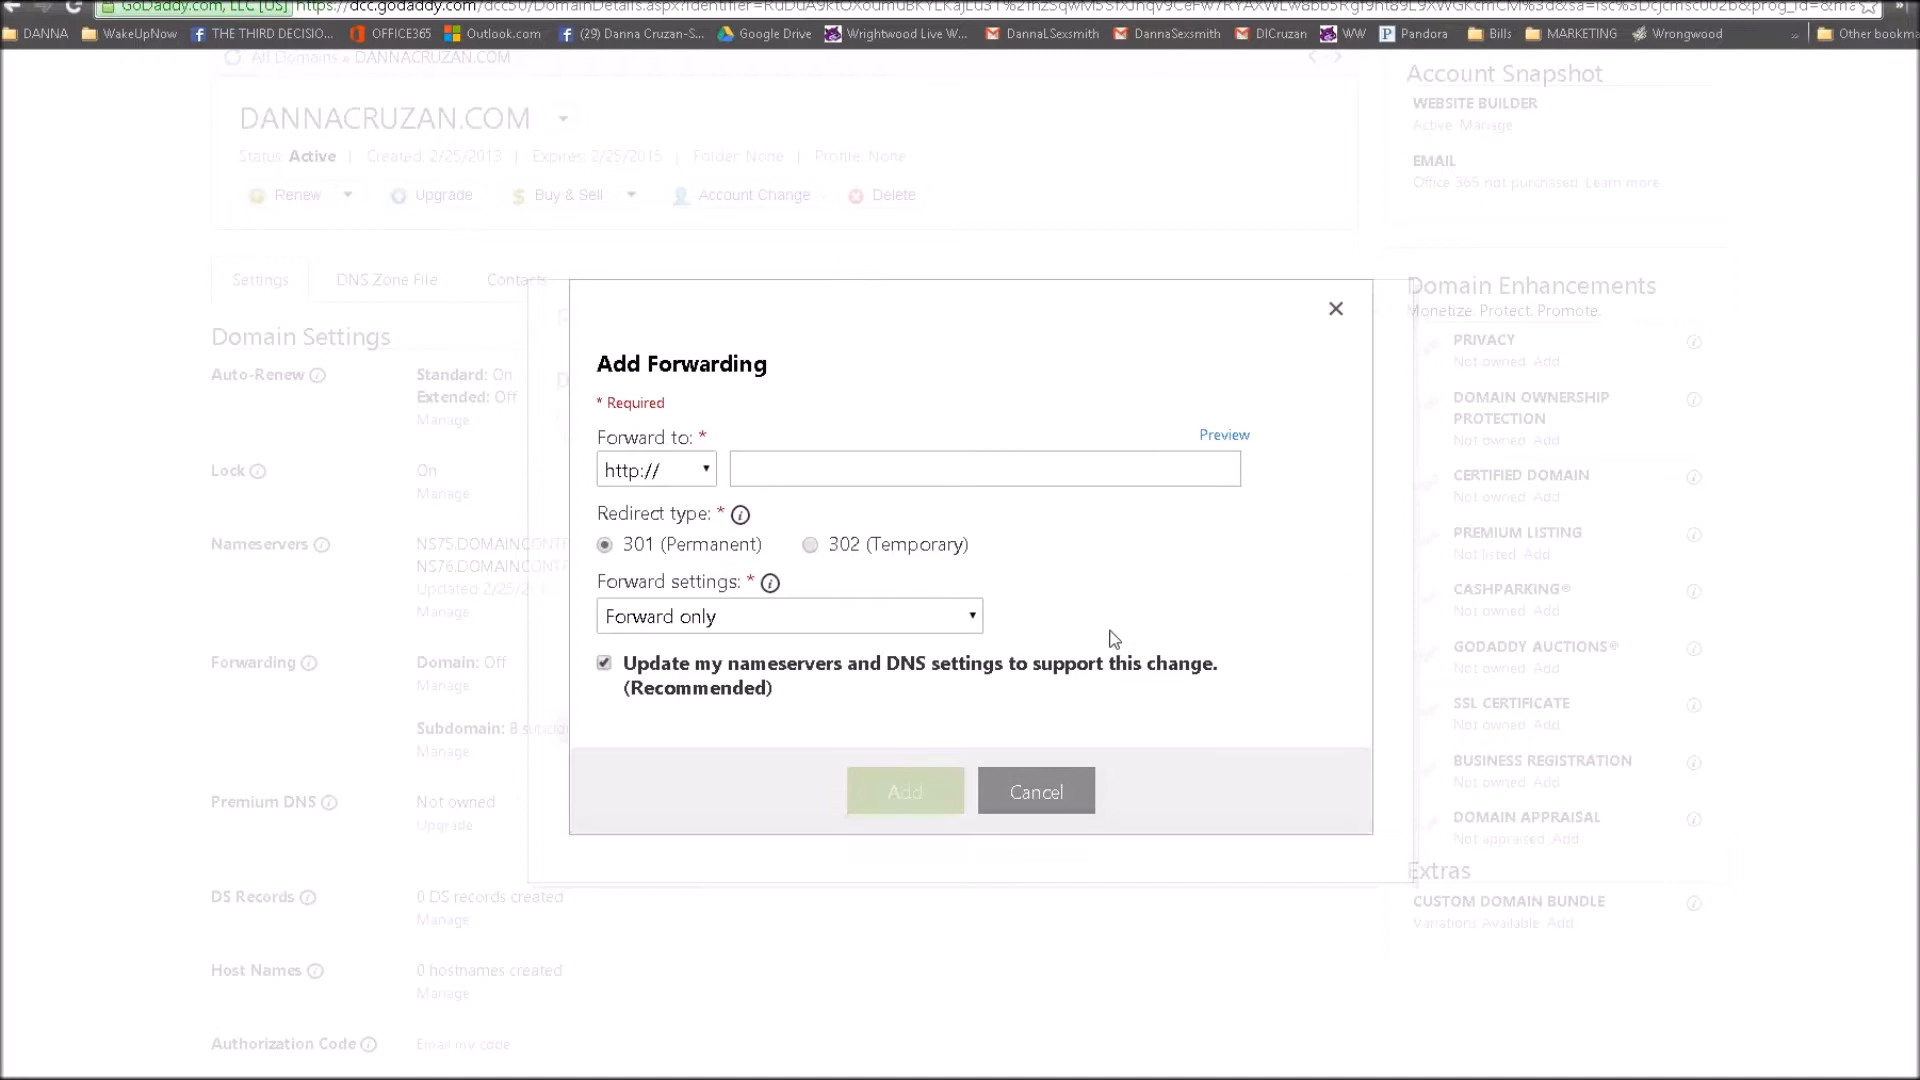 GoDaddy.com, LLC [US]
DANNA WakeUpNow THE THIRD DECISIO... OFFICE365 Outlook.com (29) Danna Cruzan-S... Google Drive Wrightwood Live W... DannaLSexsmith DannaSexsmith DICruzan WW Pandora Bills MARKETING Wrongwood » Other bookma
All Domains » DANNACRUZAN.COM
DANNACRUZAN.COM
Status: Active | Created: 2/25/2013 | Expires: 2/25/2015 | Folder: None | Profile: None
Renew Upgrade Buy & Sell Account Change Delete
Settings DNS Zone File Contacts
Domain Settings
Auto-Renew
Standard: On
Extended: Off
Manage
Lock
On
Manage
Nameservers
NS75.DOMAINCONT
NS76.DOMAINCONT
Updated 2/25/2
Manage
Forwarding
Domain: Off
Manage
Subdomain: 8
Manage
Premium DNS
Not owned
Upgrade
DS Records
0 DS records created
Manage
Host Names
0 hostnames created
Manage
Authorization Code
Email my code
Add Forwarding
* Required
Forward to: *
Preview
http://
Redirect type: *
301 (Permanent) 302 (Temporary)
Forward settings: *
Forward only
Update my nameservers and DNS settings to support this change.
(Recommended)
Add Cancel
Account Snapshot
WEBSITE BUILDER
Active Manage
EMAIL
Office 365 not purchased. Learn more
Domain Enhancements
Monetize. Protect. Promote.
PRIVACY
Not owned Add
DOMAIN OWNERSHIP
PROTECTION
Not owned Add
CERTIFIED DOMAIN
Not owned Add
PREMIUM LISTING
Not listed Add
CASHPARKING®
Not owned Add
GODADDY AUCTIONS®
Not owned Add
SSL CERTIFICATE
Not owned Add
BUSINESS REGISTRATION
Not owned Add
DOMAIN APPRAISAL
Not appraised Add
Extras
CUSTOM DOMAIN BUNDLE
Variations Available Add